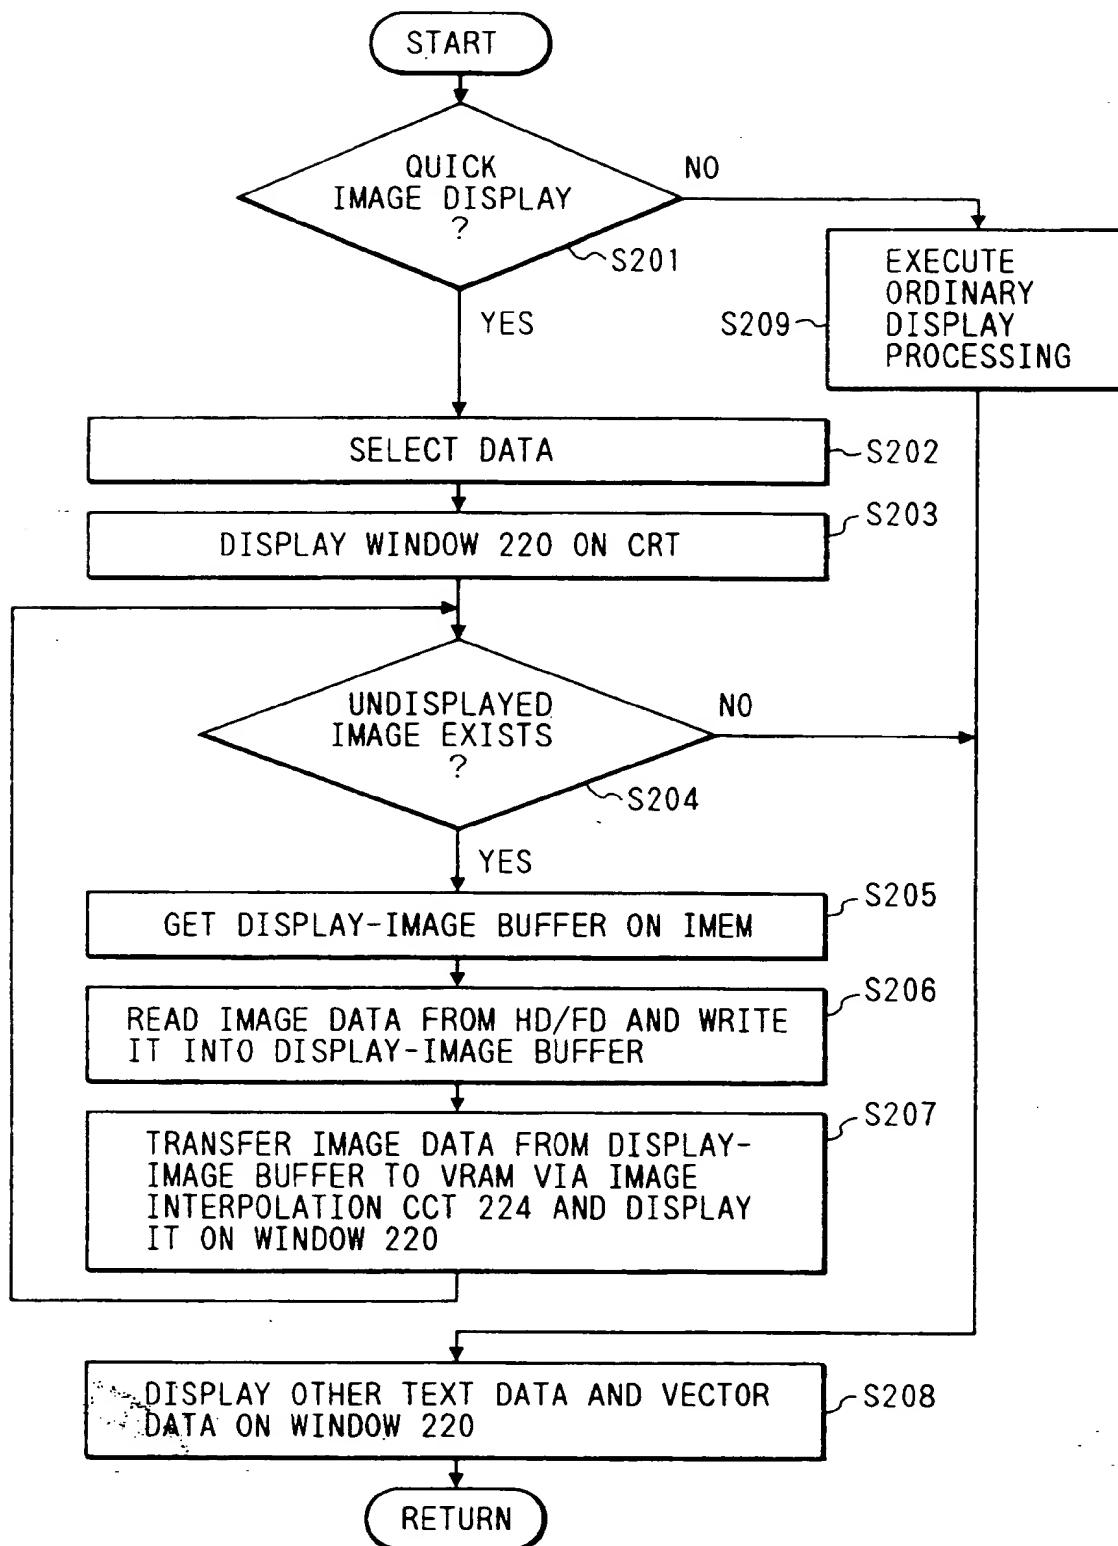 START
QUICK
IMAGE DISPLAY
?
NO
S201
YES
EXECUTE
ORDINARY
DISPLAY
PROCESSING
S209
SELECT DATA
S202
DISPLAY WINDOW 220 ON CRT
S203
UNDISPLAYED
IMAGE EXISTS
?
NO
S204
YES
GET DISPLAY-IMAGE BUFFER ON IMEM
S205
READ IMAGE DATA FROM HD/FD AND WRITE
IT INTO DISPLAY-IMAGE BUFFER
S206
TRANSFER IMAGE DATA FROM DISPLAY-
IMAGE BUFFER TO VRAM VIA IMAGE
INTERPOLATION CCT 224 AND DISPLAY
IT ON WINDOW 220
S207
DISPLAY OTHER TEXT DATA AND VECTOR
DATA ON WINDOW 220
S208
RETURN